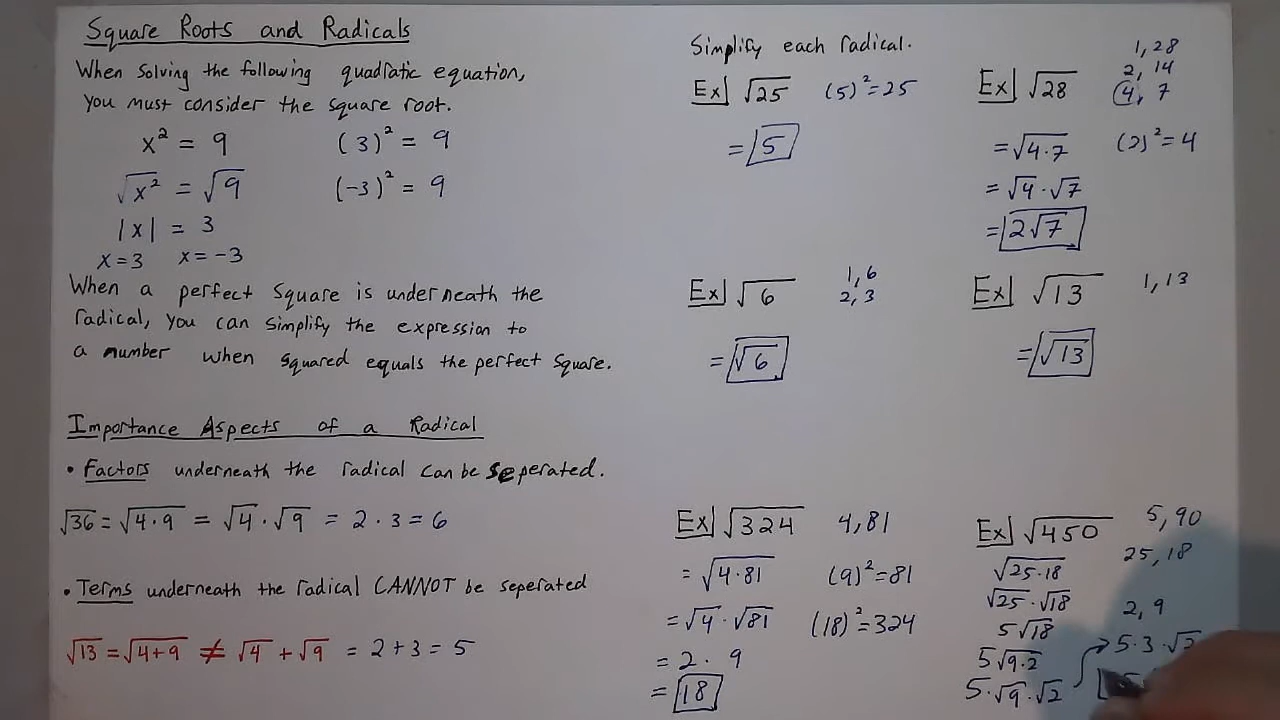 Square Roots and Radicals
When solving the following quadratic equation,
you must consider the square root.
x² = 9 (3)² = 9
√x² = √9 (-3)² = 9
|x| = 3
x = 3 x = -3
When a perfect square is underneath the
radical, you can simplify the expression to
a number when squared equals the perfect square.
Importance Aspects of a Radical
• Factors underneath the radical can be seperated.
√36 = √4·9 = √4 · √9 = 2 · 3 = 6
• Terms underneath the radical CANNOT be seperated
√13 = √4+9 ≠ √4 + √9 = 2 + 3 = 5
Simplify each radical.
Ex] √25 (5)² = 25
= 5
Ex] √28
1, 28
2, 14
4, 7
= √4·7 (2)² = 4
= √4 · √7
= 2√7
Ex] √6
1, 6
2, 3
= √6
Ex] √13 1, 13
= √13
Ex] √324 4, 81
= √4·81 (9)² = 81
= √4 · √81 (18)² = 324
= 2 · 9
= 18
Ex] √450
5, 90
√25·18 25, 18
√25 · √18 2, 9
5√18
5√9·2 5·3·√2
5·√9·√2